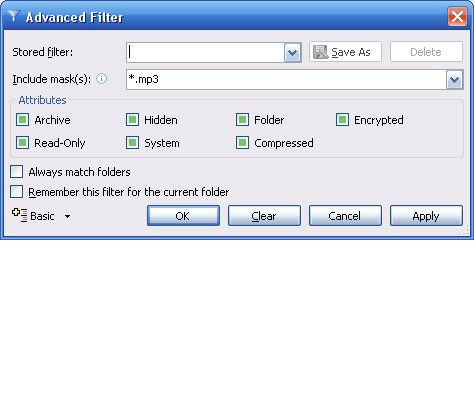 Advanced Filter
Stored filter: Save As Delete
Include mask(s): *.mp3
Attributes
Archive Hidden Folder Encrypted
Read-Only System Compressed
Always match folders
Remember this filter for the current folder
Basic OK Clear Cancel Apply